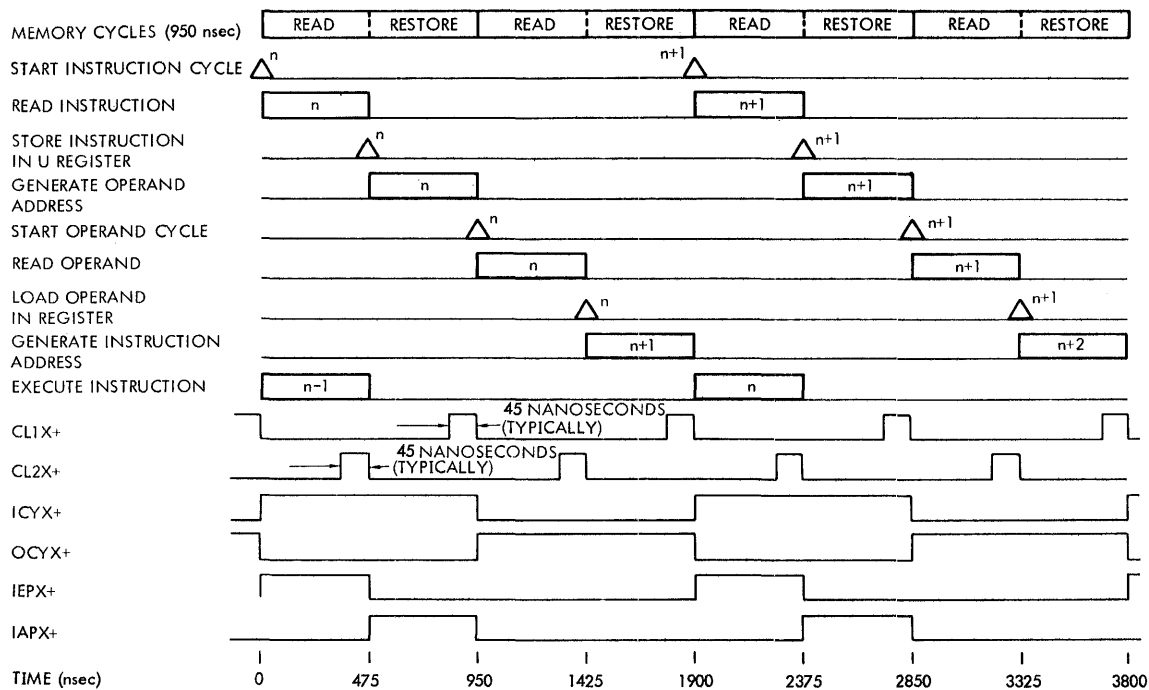 MEMORY CYCLES (950 nsec) READ RESTORE READ RESTORE READ RESTORE READ RESTORE
START INSTRUCTION CYCLE n n+1
READ INSTRUCTION n n+1
STORE INSTRUCTION
IN U REGISTER n n+1
GENERATE OPERAND
ADDRESS n n+1
START OPERAND CYCLE n n+1
READ OPERAND n n+1
LOAD OPERAND
IN REGISTER n n+1
GENERATE INSTRUCTION
ADDRESS n+1 n+2
EXECUTE INSTRUCTION n-1 n
CL1X+ 45 NANOSECONDS
(TYPICALLY)
CL2X+ 45 NANOSECONDS
(TYPICALLY)
ICYX+
OCYX+
IEPX+
IAPX+
TIME (nsec) 0 475 950 1425 1900 2375 2850 3325 3800